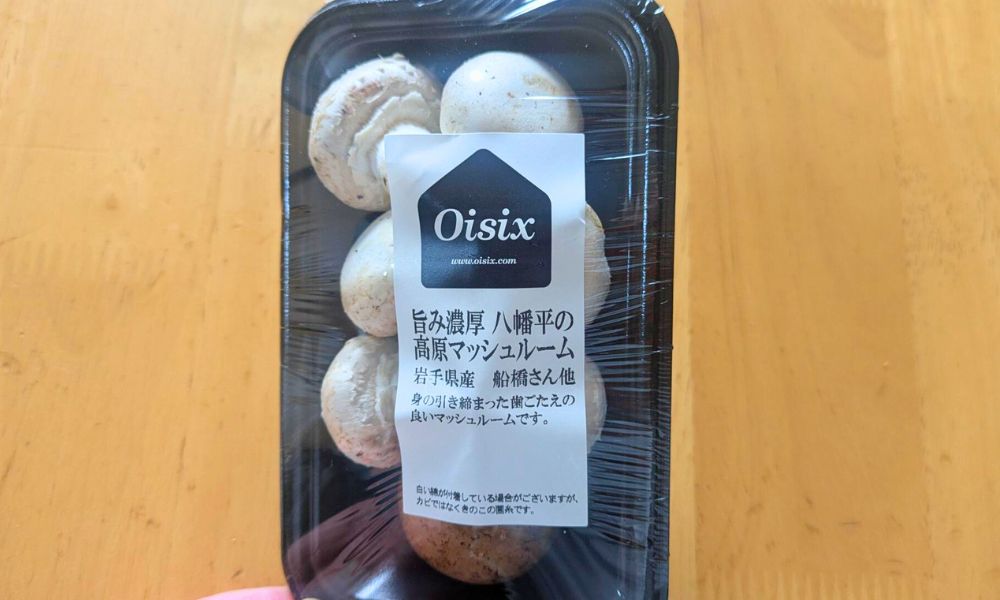 Oisix
www.oisix.com
旨み濃厚 八幡平の
高原マッシュルーム
岩手県産 船橋さん他
身の引き締まった歯ごたえの
良いマッシュルームです。
白い綿が付着している場合がございますが、
カビではなくきのこの菌糸です。